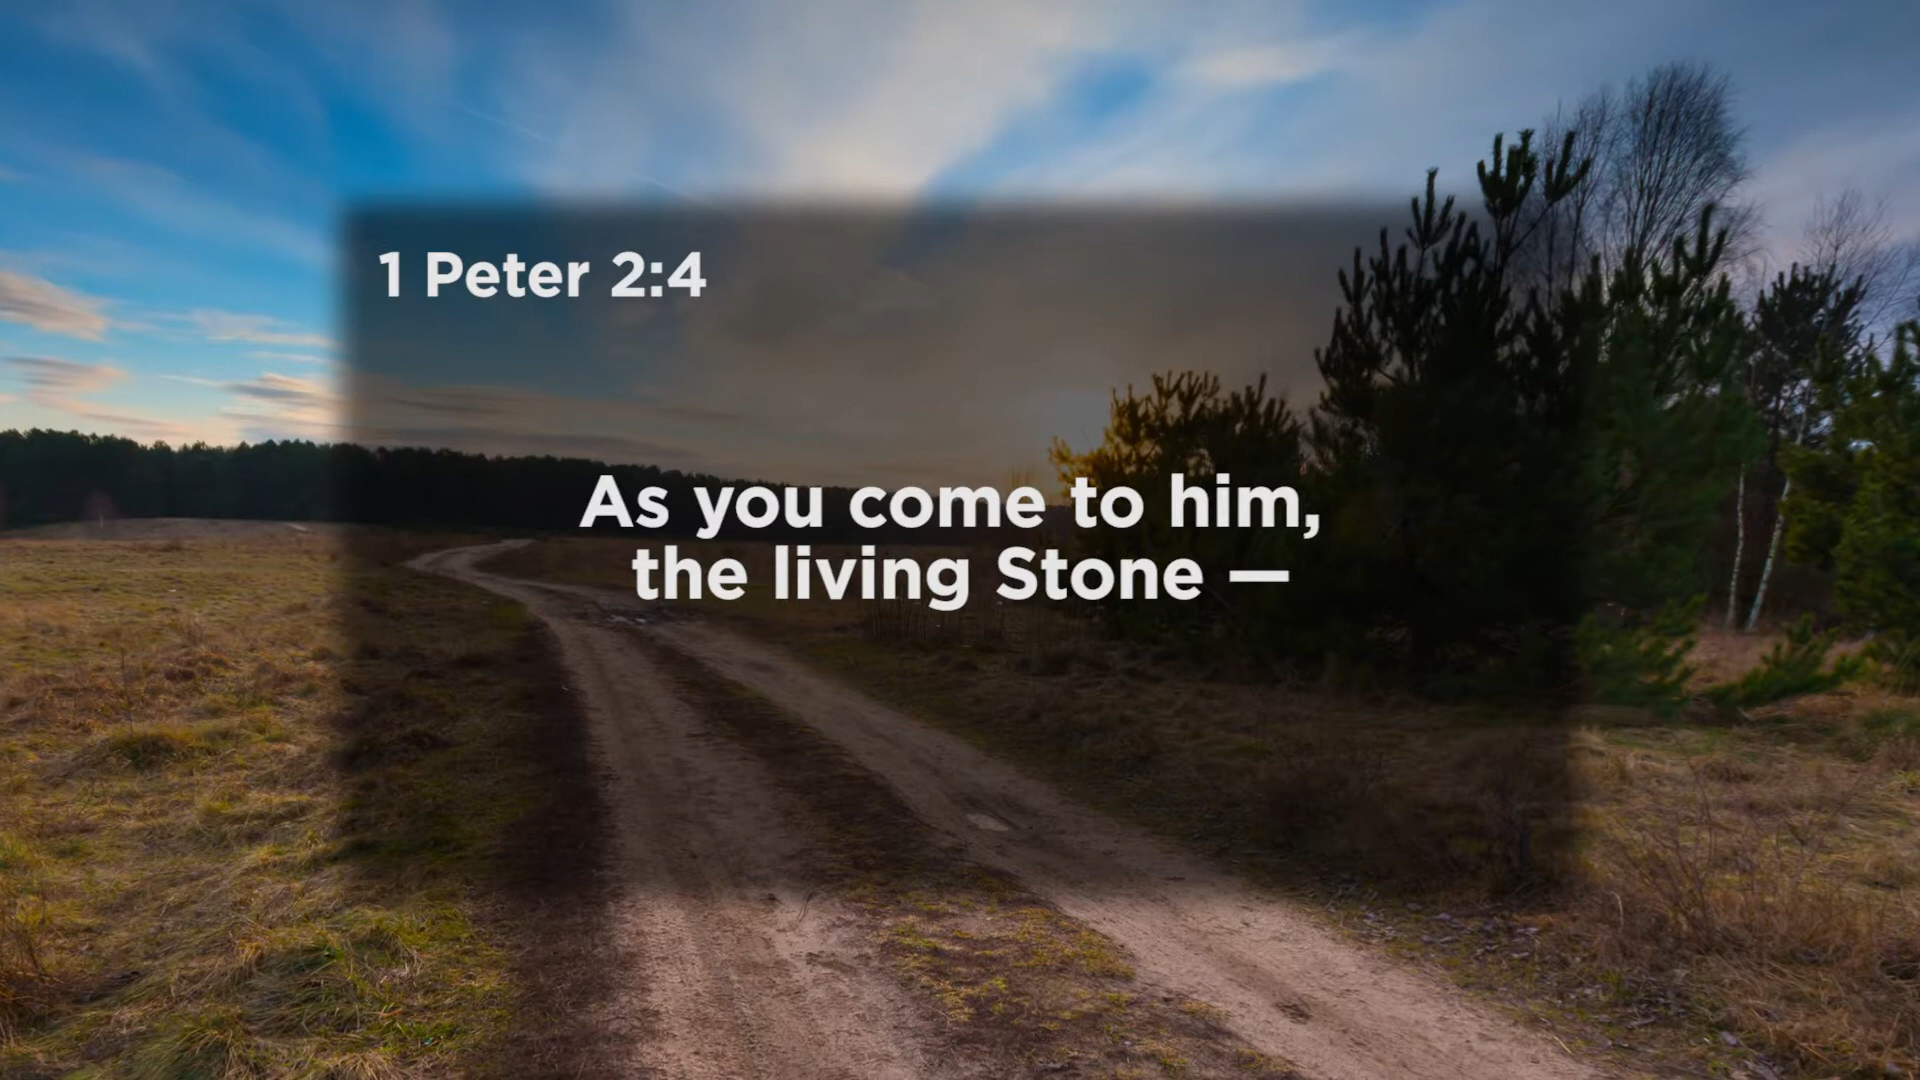 1 Peter 2:4
As you come to him,
the living Stone —